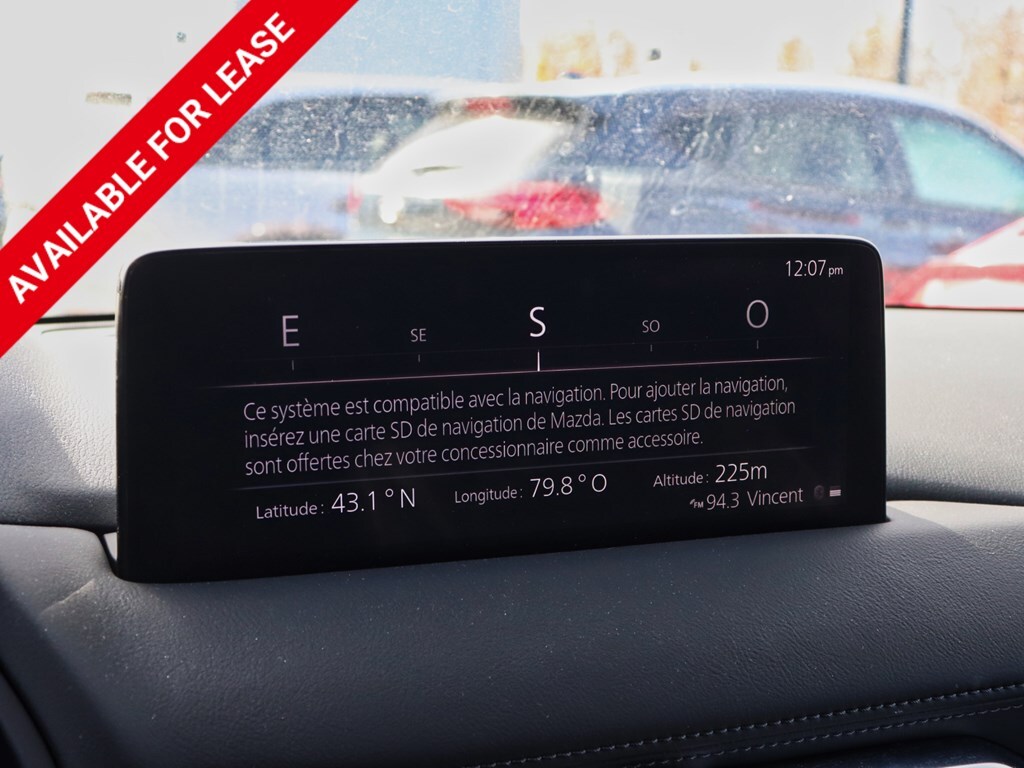 AVAILABLE FOR LEASE
12:07 pm
E SE S SO O
Ce système est compatible avec la navigation. Pour ajouter la navigation,
insérez une carte SD de navigation de Mazda. Les cartes SD de navigation
sont offertes chez votre concessionnaire comme accessoire.
Latitude: 43.1° N Longitude: 79.8° O Altitude: 225m
FM 94.3 Vincent